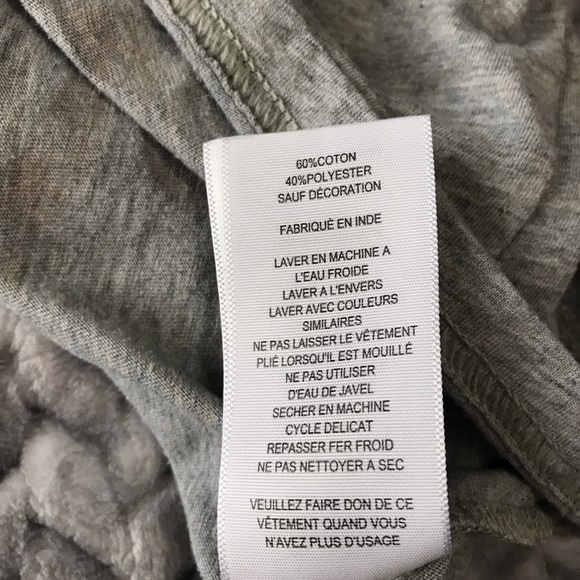 60%COTON
40%POLYESTER
SAUF DÉCORATION
FABRIQUÈ EN INDE
LAVER EN MACHINE A
L'EAU FROIDE
LAVER A L'ENVERS
LAVER AVEC COULEURS
SIMILAIRES
NE PAS LAISSER LE VÊTEMENT
PLIÉ LORSQU'IL EST MOUILLÉ
NE PAS UTILISER
D'EAU DE JAVEL
SECHER EN MACHINE
CYCLE DELICAT
REPASSER FER FROID
NE PAS NETTOYER A SEC
VEUILLEZ FAIRE DON DE CE
VÊTEMENT QUAND VOUS
N'AVEZ PLUS D'USAGE